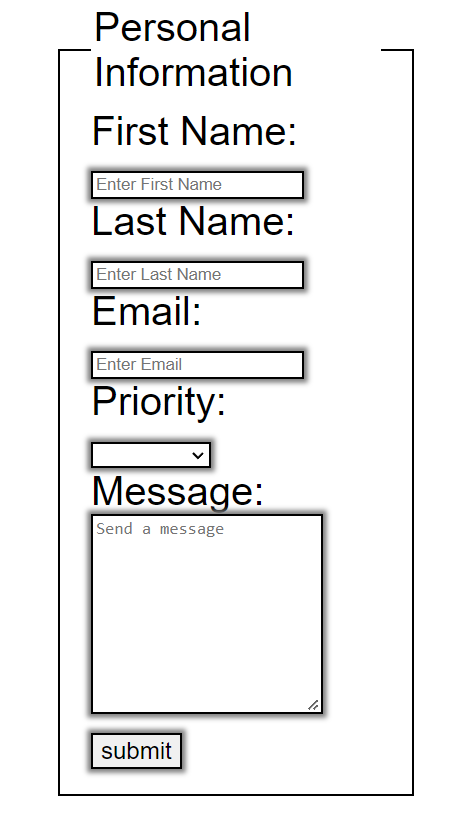 Personal
Information
First Name:
Enter First Name
Last Name:
Enter Last Name
Email:
Enter Email
Priority:
Message:
Send a message
submit